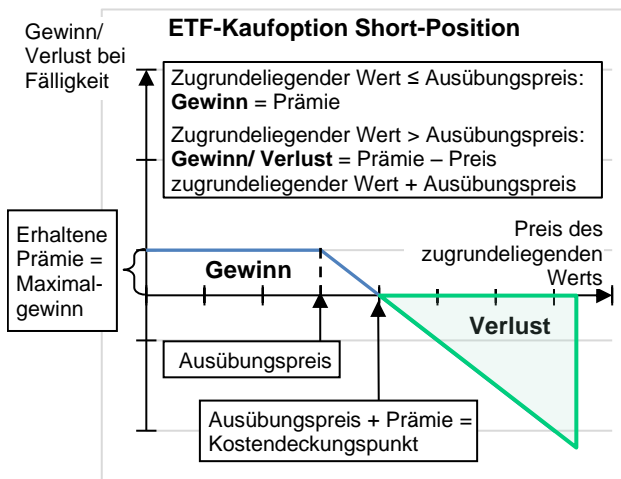 ETF-Kaufoption Short-Position
Gewinn/
Verlust bei
Fälligkeit
Zugrundeliegender Wert ≤ Ausübungspreis:
Gewinn = Prämie
Zugrundeliegender Wert > Ausübungspreis:
Gewinn/ Verlust = Prämie – Preis
zugrundeliegender Wert + Ausübungspreis
Erhaltene
Prämie =
Maximal-
gewinn
Gewinn
Preis des
zugrundeliegenden
Werts
Verlust
Ausübungspreis
Ausübungspreis + Prämie =
Kostendeckungspunkt